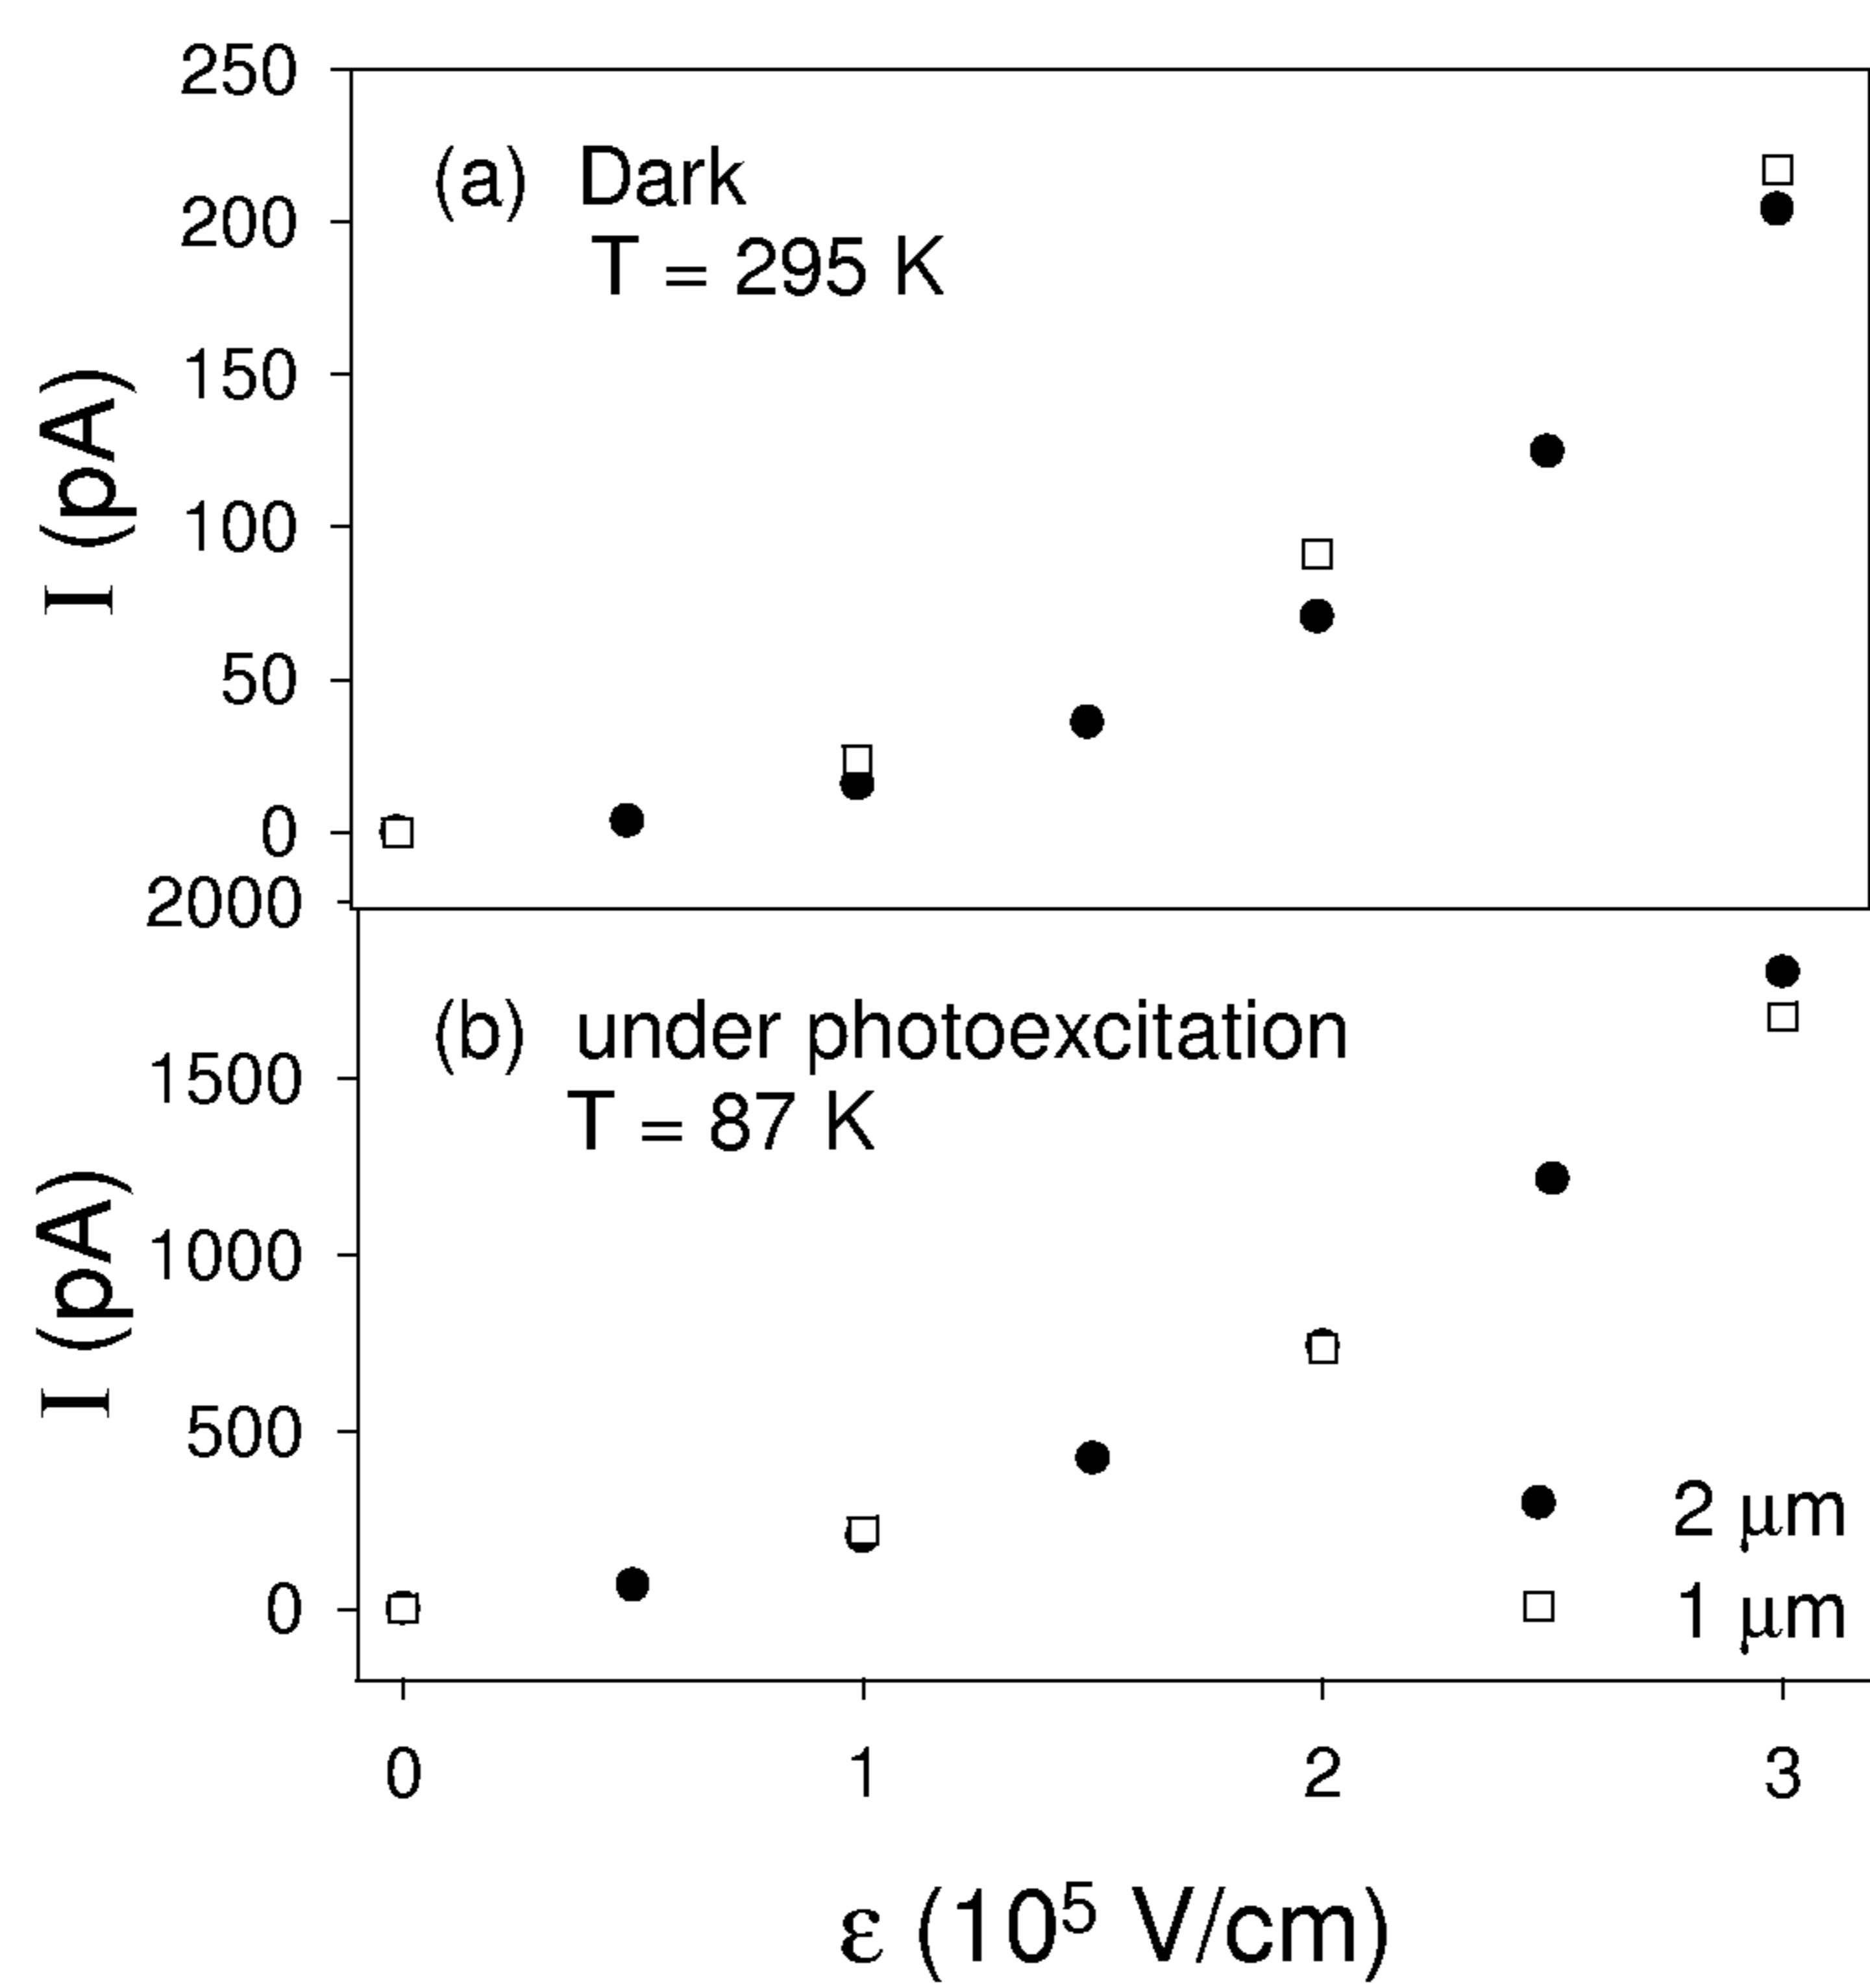 250
(a) Dark
200
T = 295 K
150
I (pA)
100
50
0
2000
(b) under photoexcitation
1500
T = 87 K
I (pA)
1000
500
2 μm
0
1 μm
0 1 2 3
ε (10⁵ V/cm)